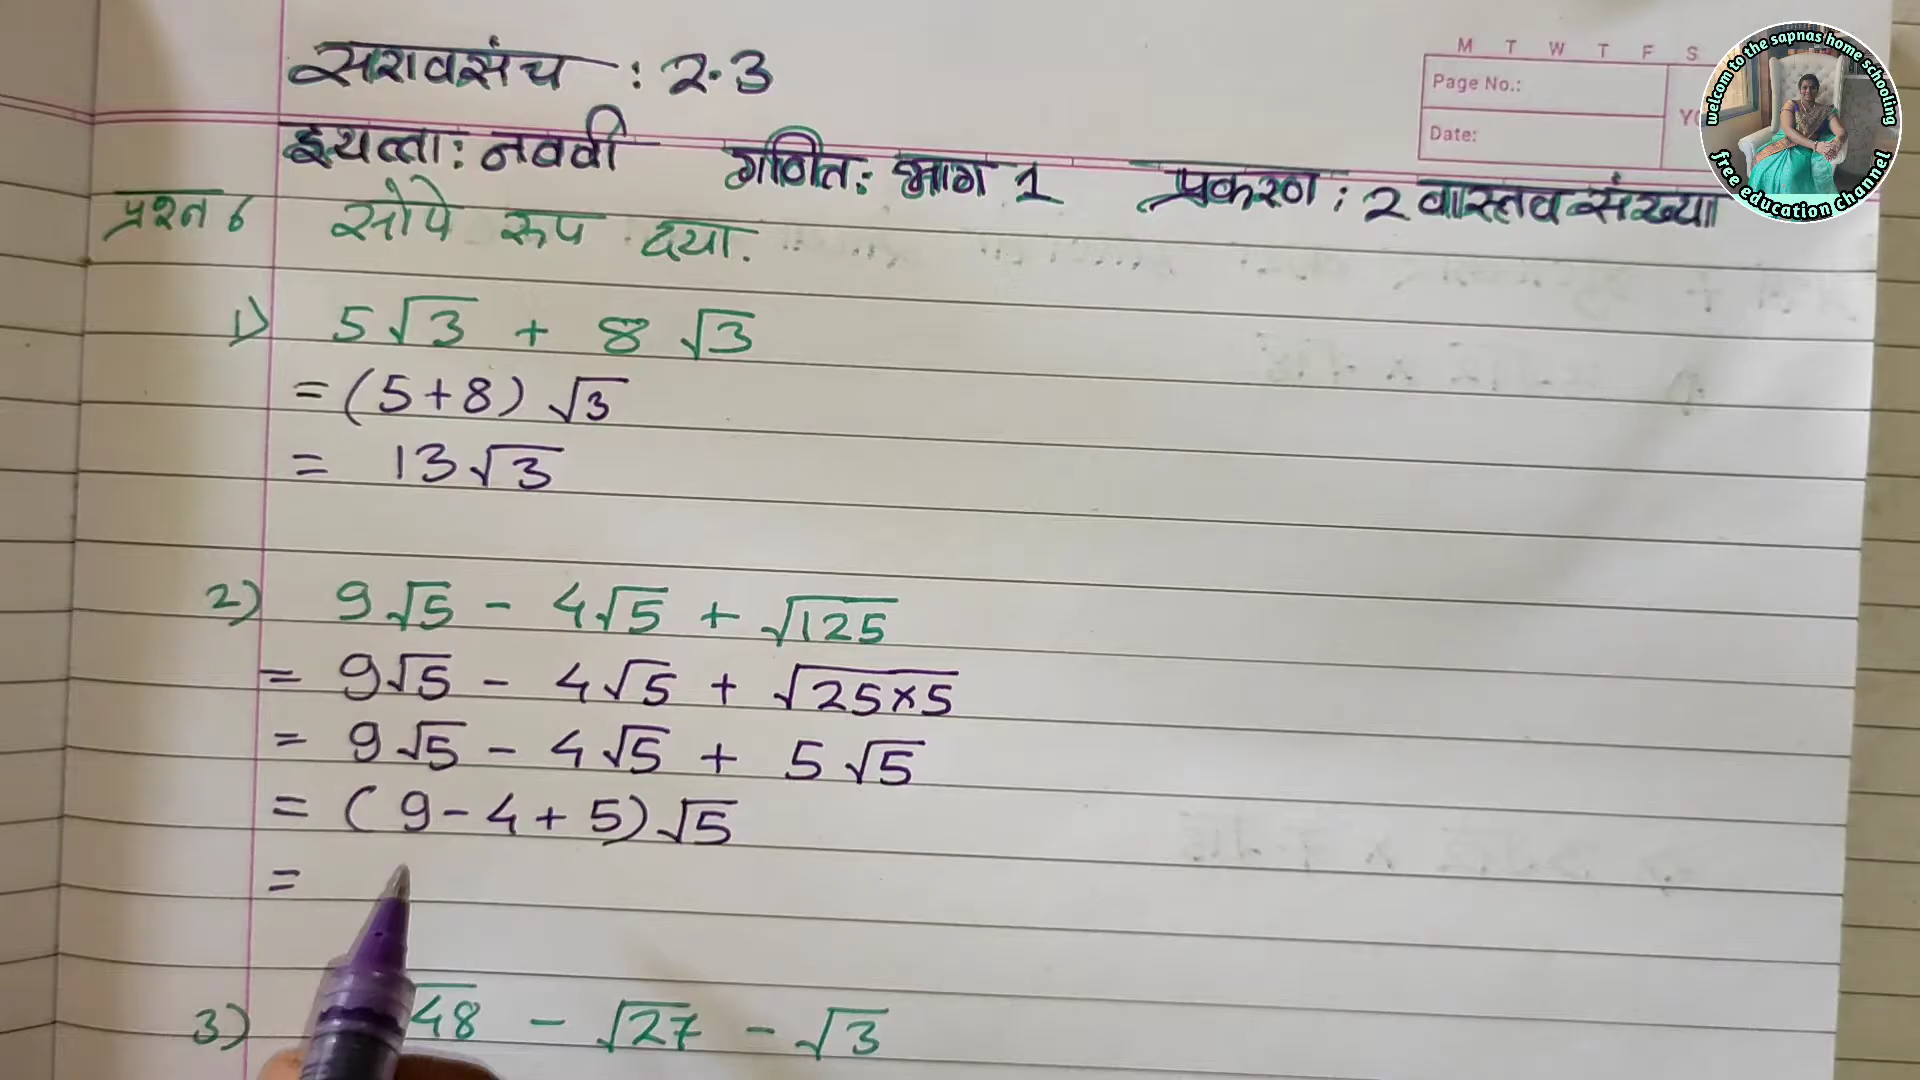 सरावसंच : 2.3
M T W T F S
Page No.:
Date:
welcom to the sapnas home schooling
free education channel
इयत्ता : नववी गणित : भाग 1 प्रकरण : 2 वास्तव संख्या
प्रश्न 6 सोपे रूप दया.
1) 5√3 + 8√3
= (5+8) √3
= 13√3
2) 9√5 - 4√5 + √125
= 9√5 - 4√5 + √25×5
= 9√5 - 4√5 + 5√5
= (9-4+5)√5
=
3) 48 - √27 - √3